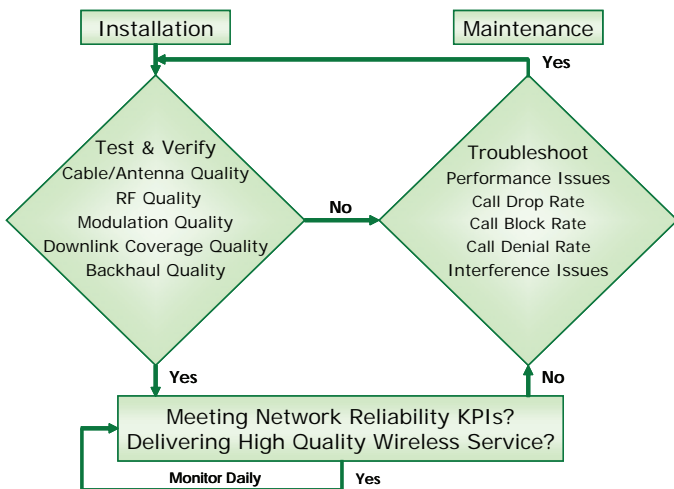 Installation
Maintenance
Yes
Test & Verify
Cable/Antenna Quality
RF Quality
Modulation Quality
Downlink Coverage Quality
Backhaul Quality
No
Troubleshoot
Performance Issues
Call Drop Rate
Call Block Rate
Call Denial Rate
Interference Issues
Yes
No
Meeting Network Reliability KPIs?
Delivering High Quality Wireless Service?
Monitor Daily
Yes